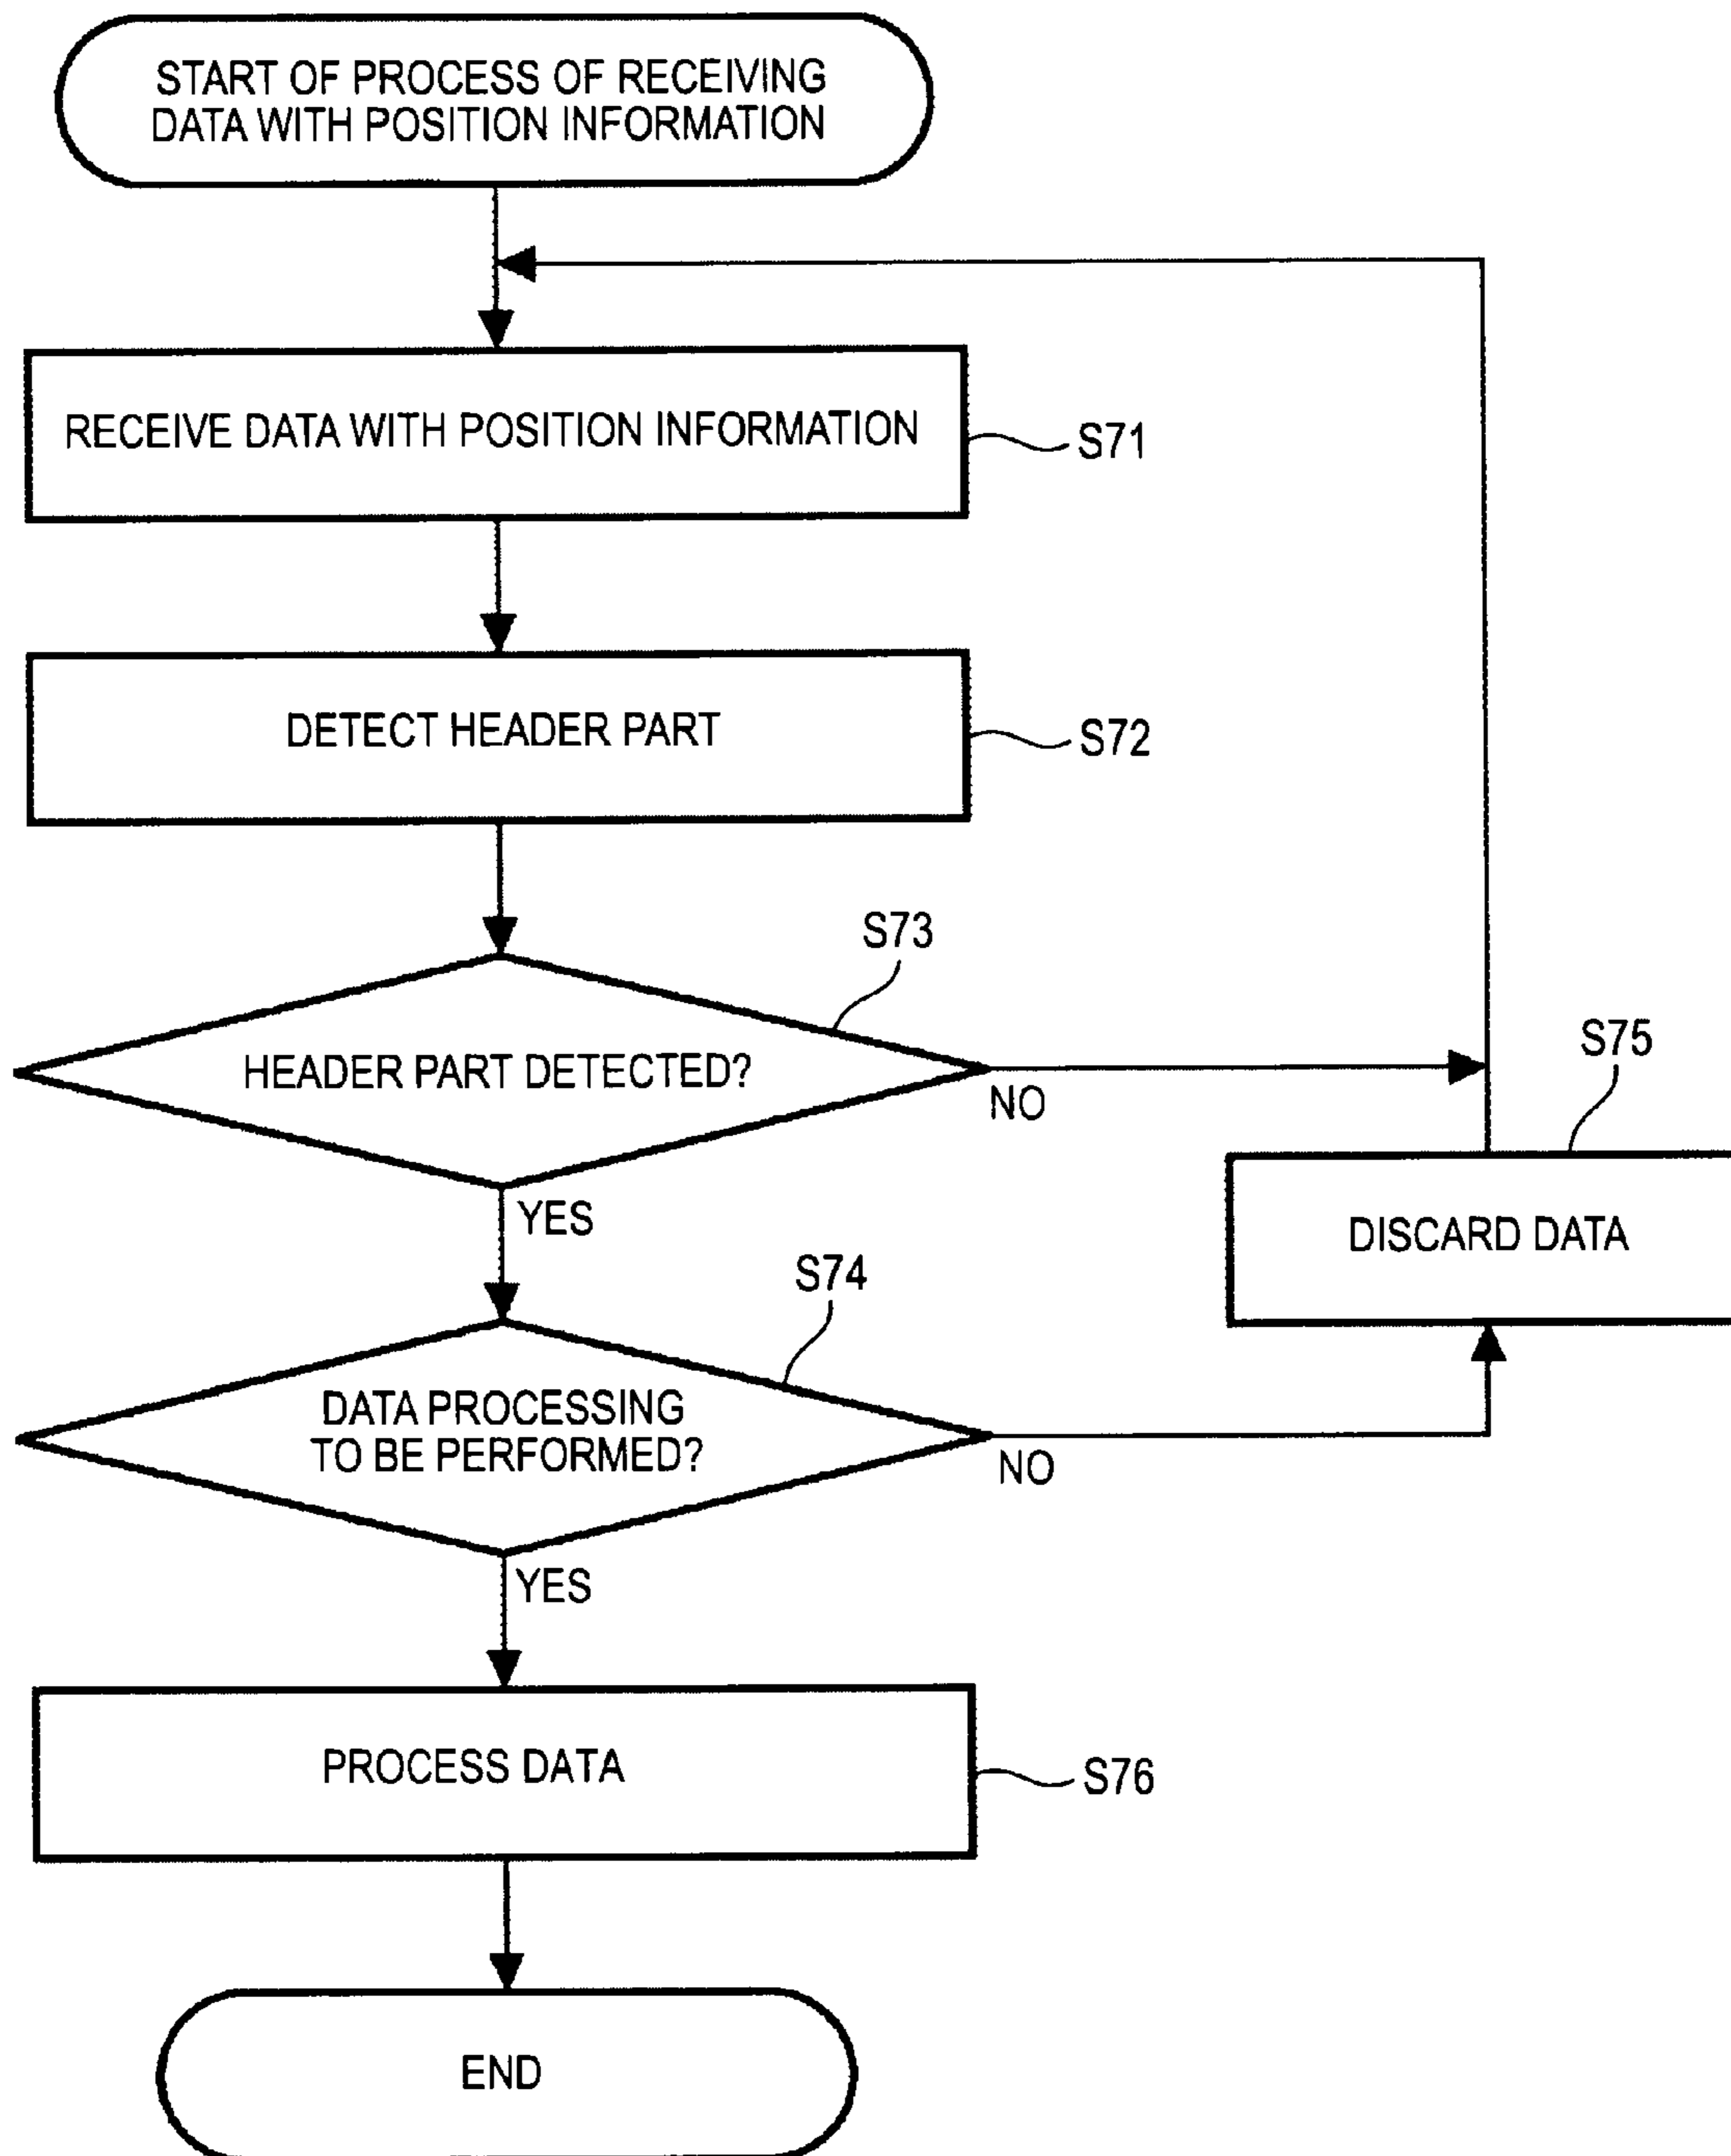 START OF PROCESS OF RECEIVING
DATA WITH POSITION INFORMATION
RECEIVE DATA WITH POSITION INFORMATION
S71
DETECT HEADER PART
S72
S73
HEADER PART DETECTED?
NO
YES
S75
DISCARD DATA
S74
DATA PROCESSING
TO BE PERFORMED?
NO
YES
PROCESS DATA
S76
END